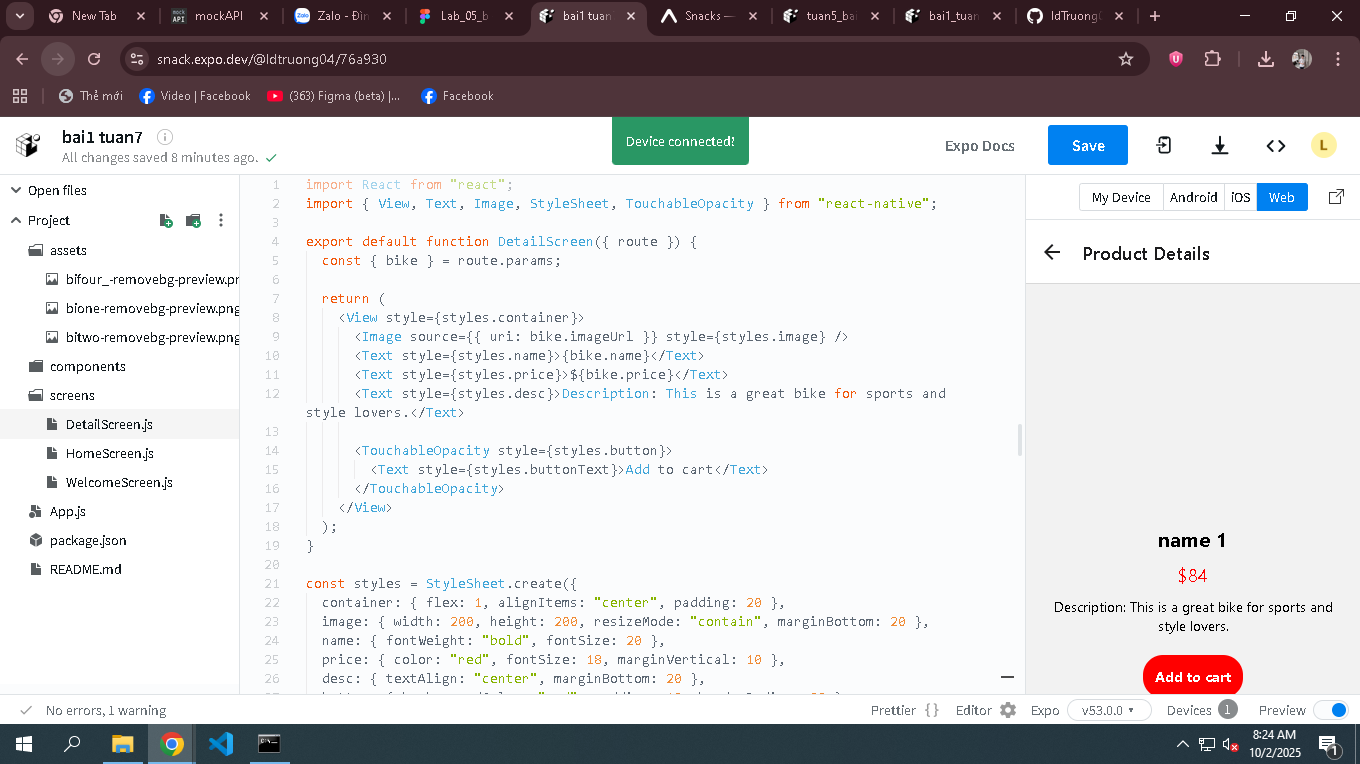 New Tab
mockAPI
Zalo - Đìn
Lab_05_b
bai1 tuan
Snacks —
tuan5_bai
bai1_tuan
ldTruong
snack.expo.dev/@ldtruong04/76a930
Thẻ mới
Video | Facebook
(363) Figma (beta) |...
Facebook
bai1 tuan7
All changes saved 8 minutes ago.
Device connected!
Expo Docs
Save
L
Open files
Project
assets
bifour_-removebg-preview.pr
bione-removebg-preview.png
bitwo-removebg-preview.png
components
screens
DetailScreen.js
HomeScreen.js
WelcomeScreen.js
App.js
package.json
README.md
1 import React from "react";
2 import { View, Text, Image, StyleSheet, TouchableOpacity } from "react-native";
3
4 export default function DetailScreen({ route }) {
5 const { bike } = route.params;
6
7 return (
8 <View style={styles.container}>
9 <Image source={{ uri: bike.imageUrl }} style={styles.image} />
10 <Text style={styles.name}>{bike.name}</Text>
11 <Text style={styles.price}>${bike.price}</Text>
12 <Text style={styles.desc}>Description: This is a great bike for sports and
style lovers.</Text>
13
14 <TouchableOpacity style={styles.button}>
15 <Text style={styles.buttonText}>Add to cart</Text>
16 </TouchableOpacity>
17 </View>
18 );
19 }
20
21 const styles = StyleSheet.create({
22 container: { flex: 1, alignItems: "center", padding: 20 },
23 image: { width: 200, height: 200, resizeMode: "contain", marginBottom: 20 },
24 name: { fontWeight: "bold", fontSize: 20 },
25 price: { color: "red", fontSize: 18, marginVertical: 10 },
26 desc: { textAlign: "center", marginBottom: 20 },
My Device
Android
iOS
Web
Product Details
name 1
$84
Description: This is a great bike for sports and
style lovers.
Add to cart
No errors, 1 warning
Prettier { }
Editor
Expo
v53.0.0
Devices 1
Preview
8:24 AM
10/2/2025
1